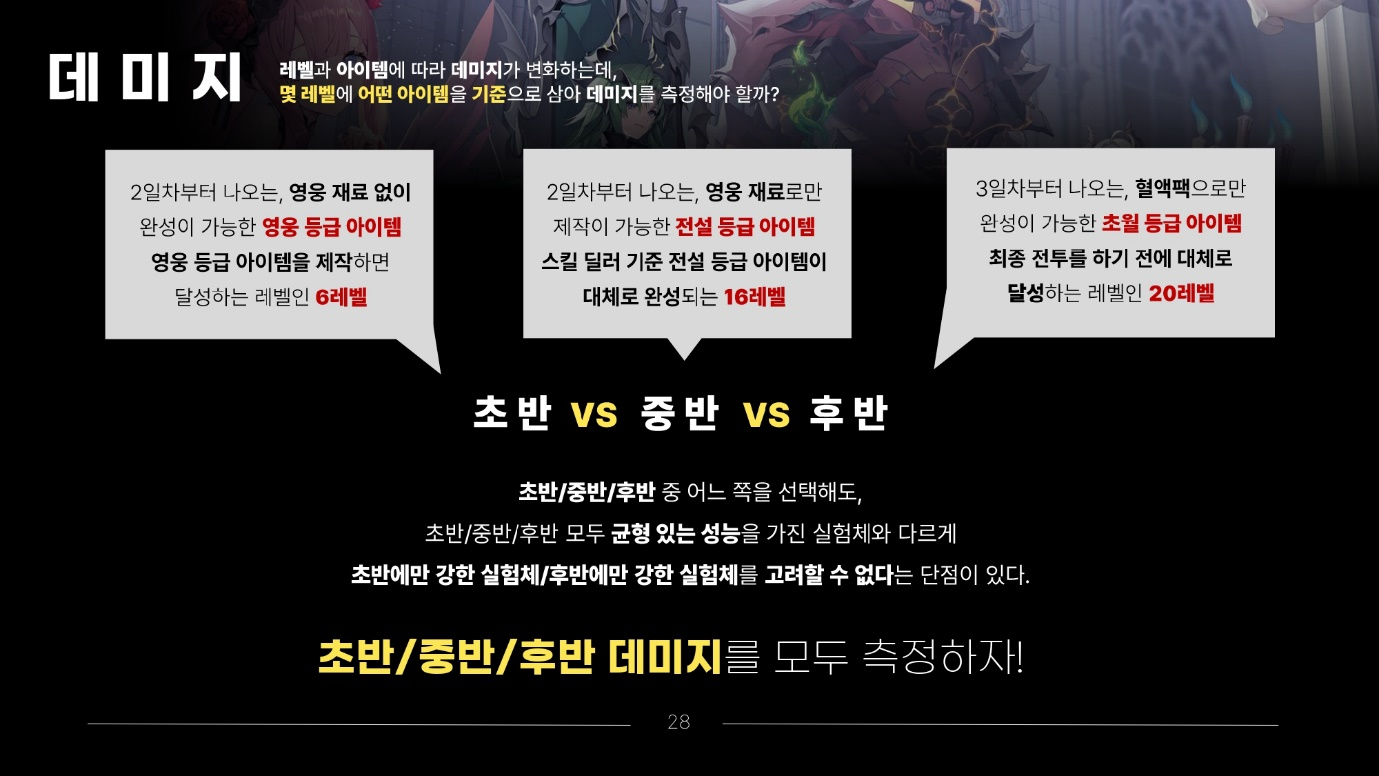 데 미 지
레벨과 아이템에 따라 데미지가 변화하는데,
몇 레벨에 어떤 아이템을 기준으로 삼아 데미지를 측정해야 할까?
2일차부터 나오는, 영웅 재료 없이
완성이 가능한 영웅 등급 아이템
영웅 등급 아이템을 제작하면
달성하는 레벨인 6레벨
2일차부터 나오는, 영웅 재료로만
제작이 가능한 전설 등급 아이템
스킬 딜러 기준 전설 등급 아이템이
대체로 완성되는 16레벨
3일차부터 나오는, 혈액팩으로만
완성이 가능한 초월 등급 아이템
최종 전투를 하기 전에 대체로
달성하는 레벨인 20레벨
초반 vs 중반 vs 후반
초반/중반/후반 중 어느 쪽을 선택해도,
초반/중반/후반 모두 균형 있는 성능을 가진 실험체와 다르게
초반에만 강한 실험체/후반에만 강한 실험체를 고려할 수 없다는 단점이 있다.
초반/중반/후반 데미지를 모두 측정하자!
28